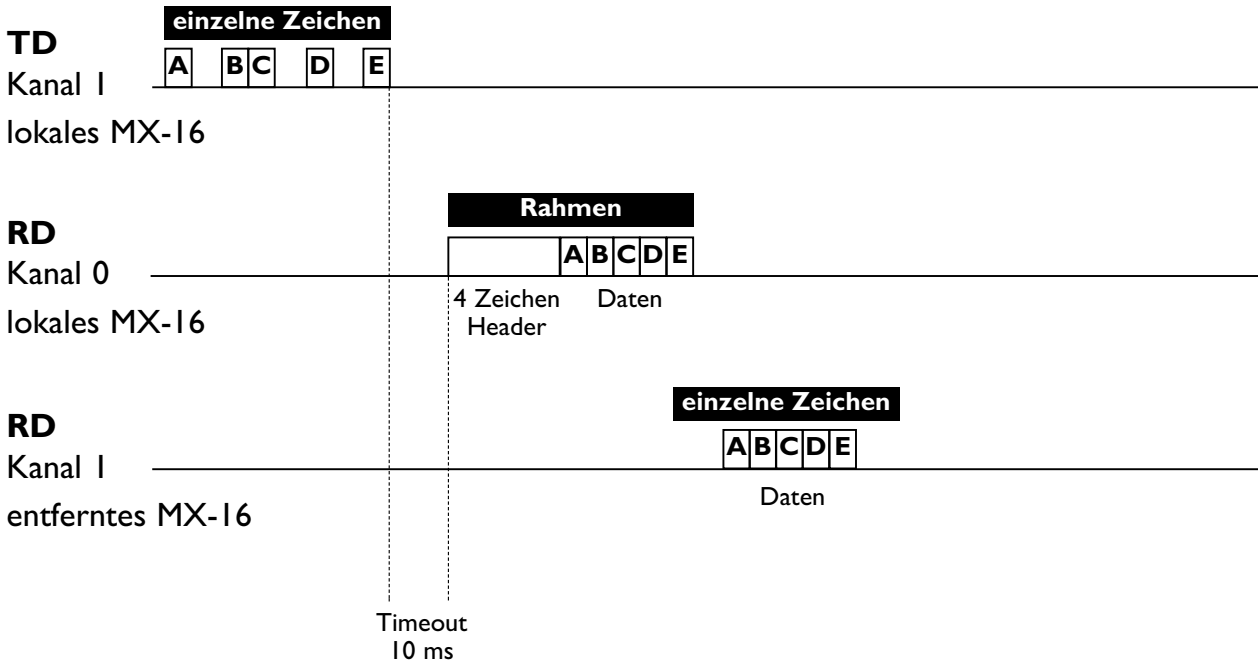 einzelne Zeichen
TD
A B C D E
Kanal 1
lokales MX-16
Rahmen
RD
A B C D E
Kanal 0
4 Zeichen Daten
Header
lokales MX-16
einzelne Zeichen
RD
A B C D E
Kanal 1
Daten
entferntes MX-16
Timeout
10 ms